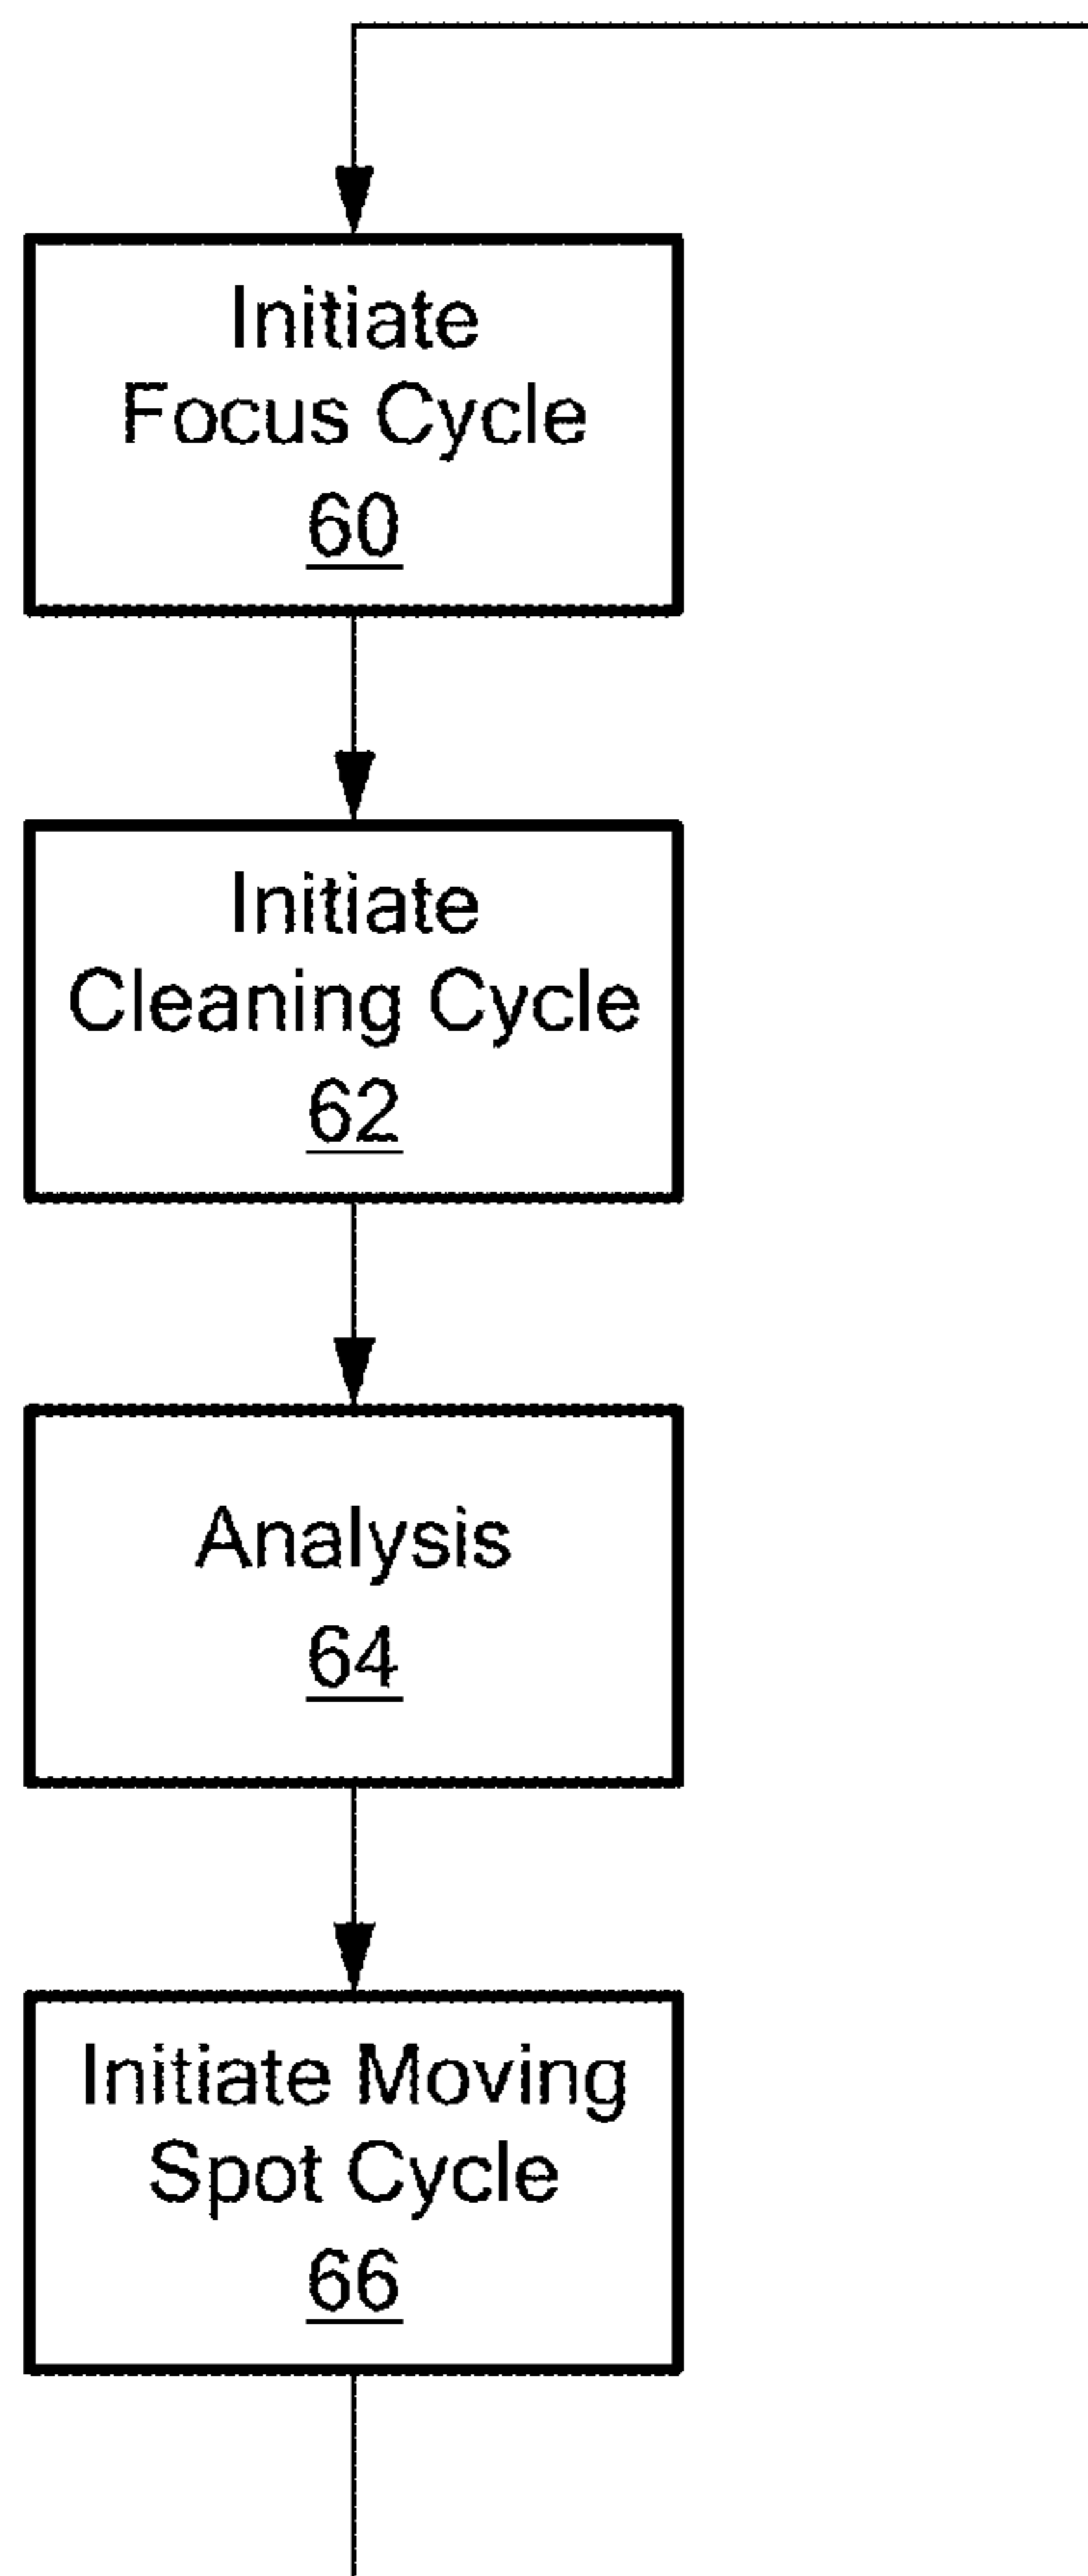 Initiate
Focus Cycle
60
Initiate
Cleaning Cycle
62
Analysis
64
Initiate Moving
Spot Cycle
66